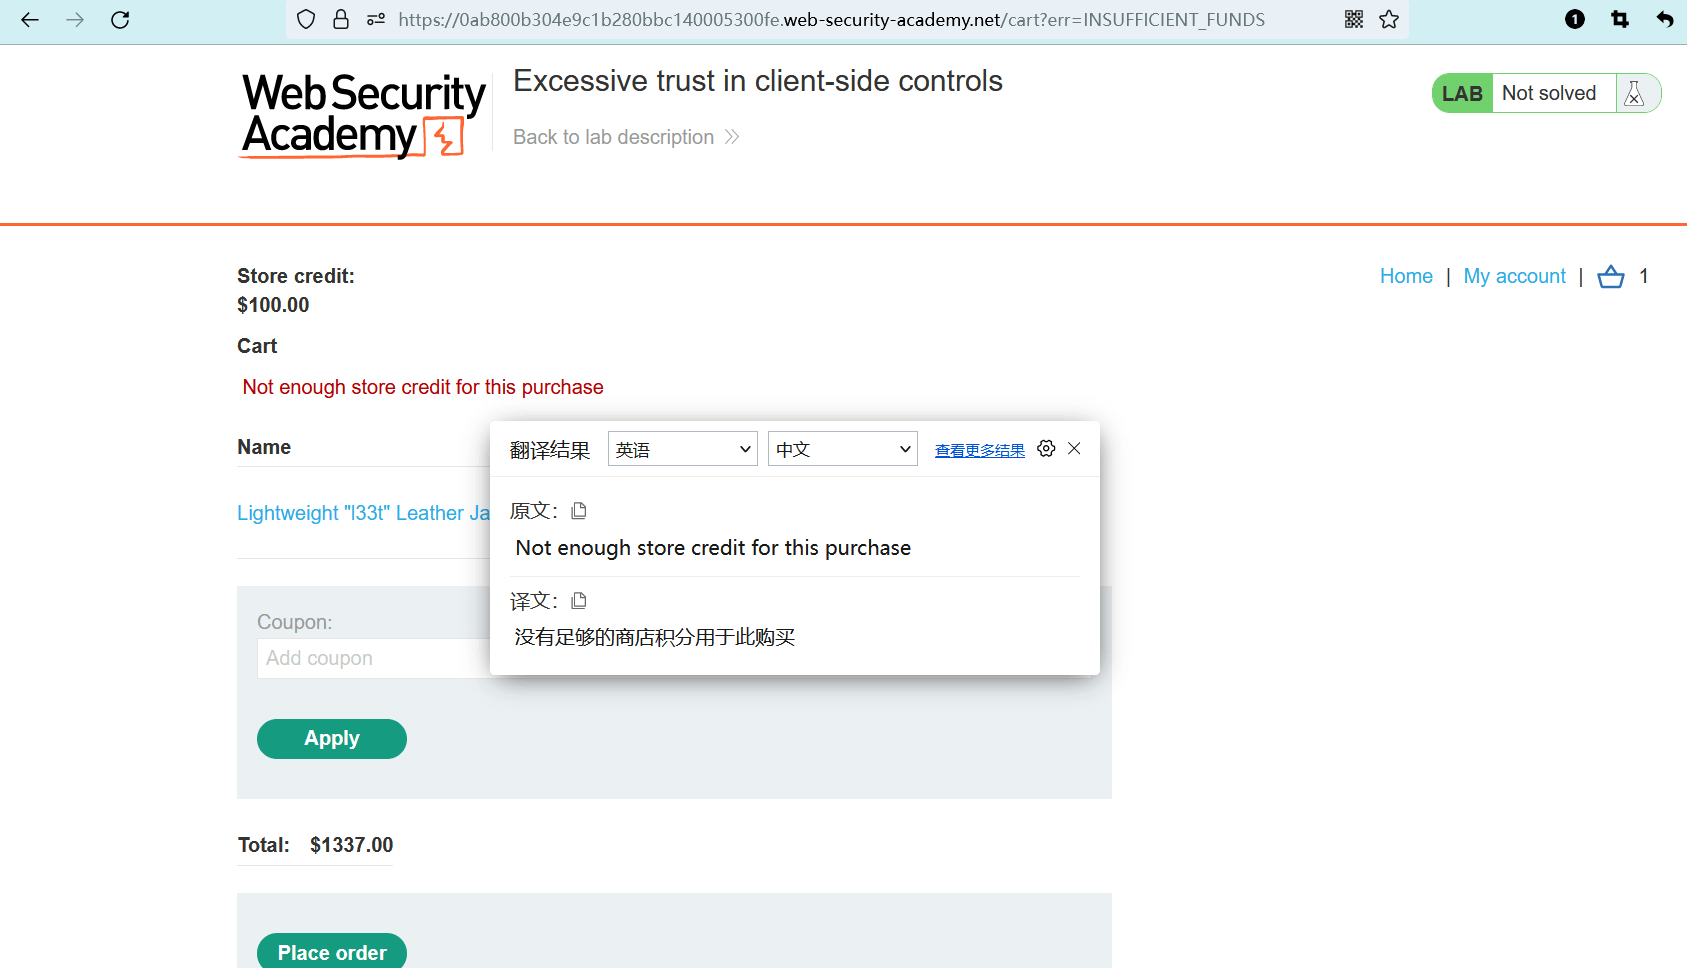 https://0ab800b304e9c1b280bbc140005300fe.web-security-academy.net/cart?err=INSUFFICIENT_FUNDS
1
Web Security
Academy
Excessive trust in client-side controls
Back to lab description
LAB Not solved
Home | My account | 1
Store credit:
$100.00
Cart
Not enough store credit for this purchase
Name
Lightweight "l33t" Leather Ja
翻译结果 英语 中文 查看更多结果
原文：
Not enough store credit for this purchase
译文：
没有足够的商店积分用于此购买
Coupon:
Add coupon
Apply
Total: $1337.00
Place order